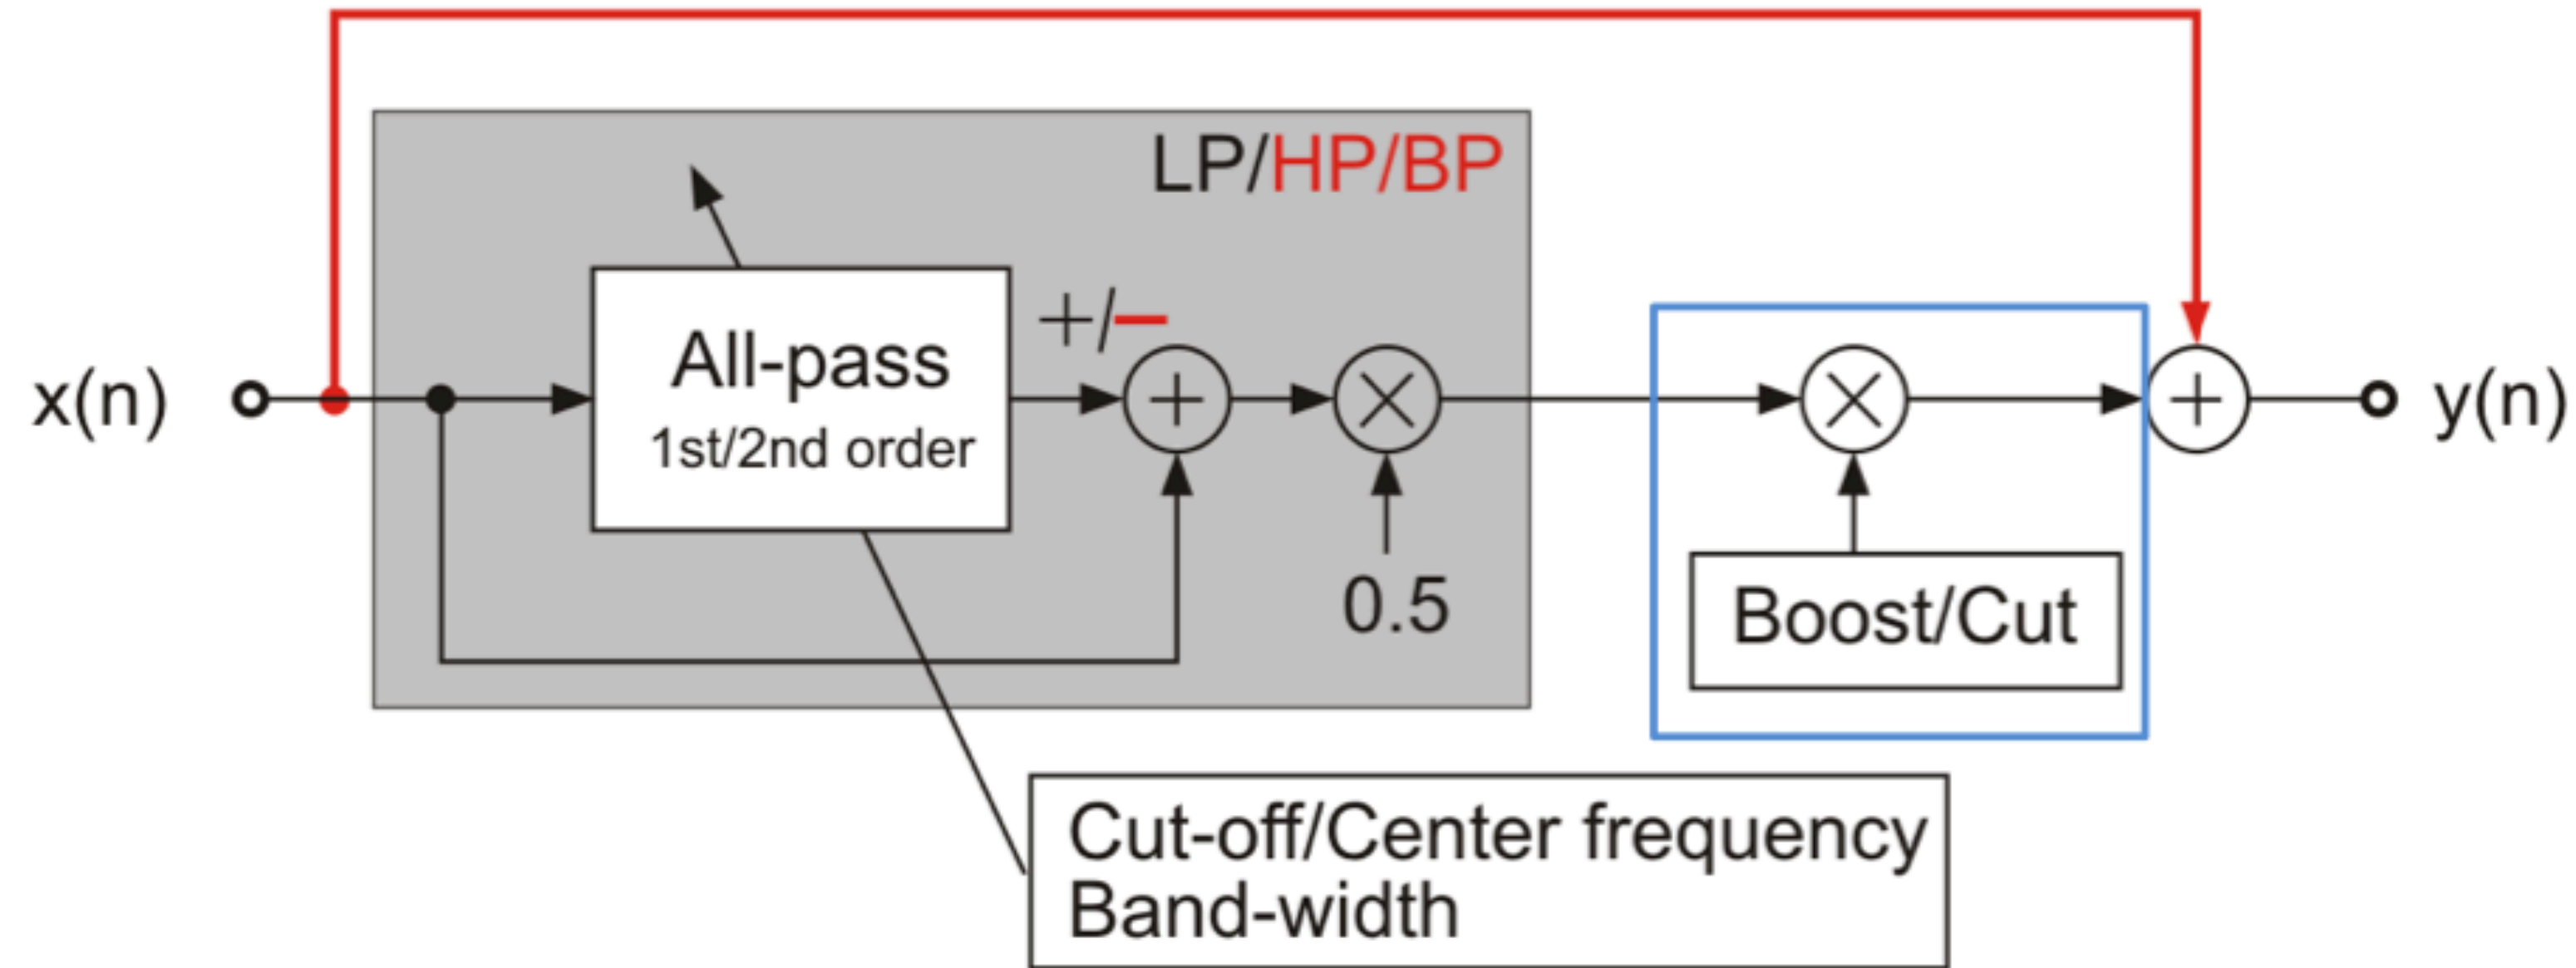 LP/HP/BP
+/−
x(n)
All-pass
1st/2nd order
+
×
×
+
y(n)
0.5
Boost/Cut
Cut-off/Center frequency
Band-width